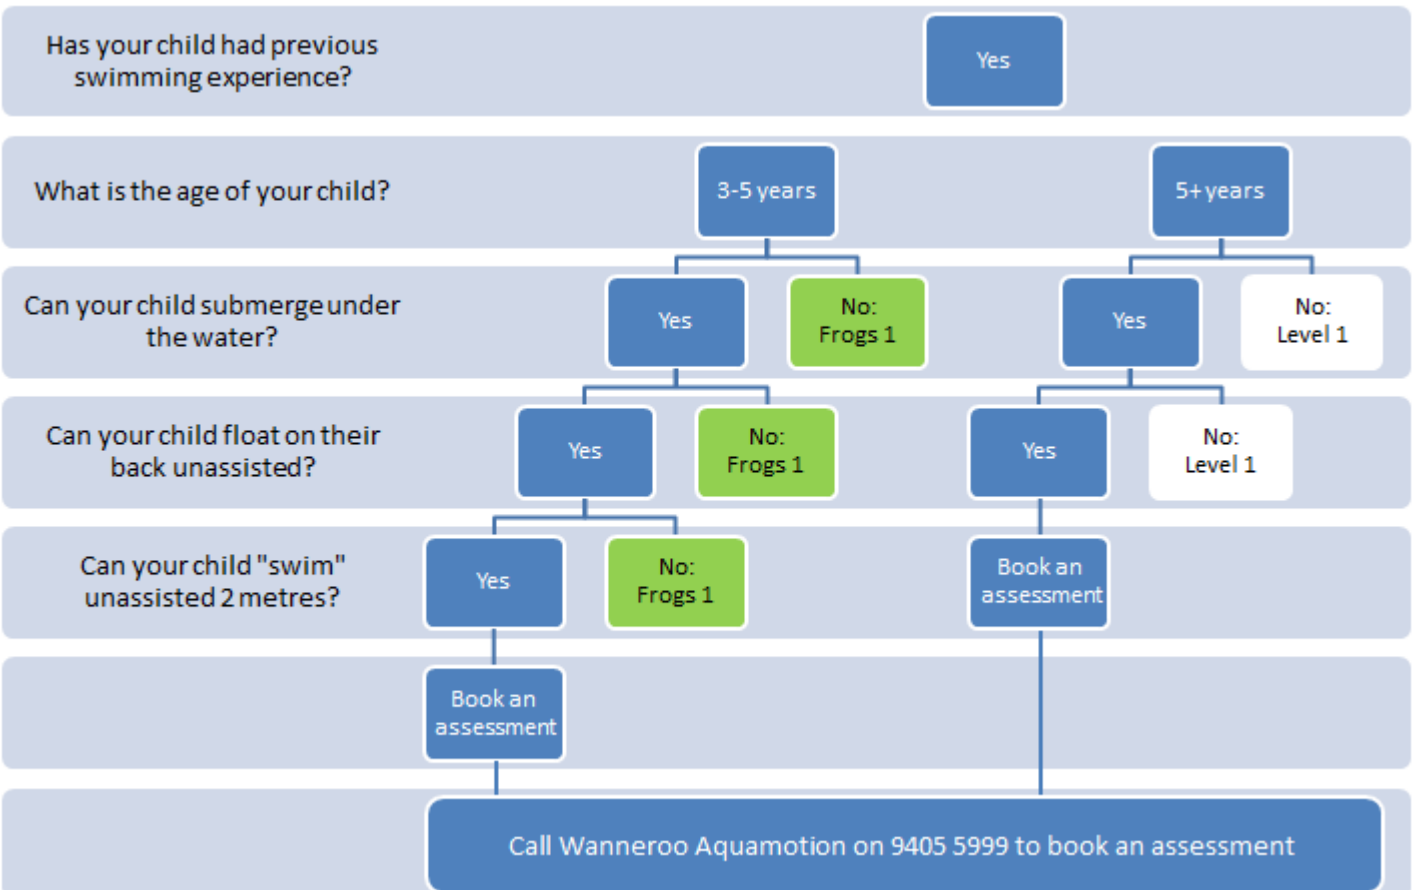 Has your child had previous
swimming experience?
Yes
What is the age of your child?
3-5 years
5+ years
Can your child submerge under
the water?
Yes
No:
Frogs 1
Yes
No:
Level 1
Can your child float on their
back unassisted?
Yes
No:
Frogs 1
Yes
No:
Level 1
Can your child "swim"
unassisted 2 metres?
Yes
No:
Frogs 1
Book an
assessment
Book an
assessment
Call Wanneroo Aquamotion on 9405 5999 to book an assessment